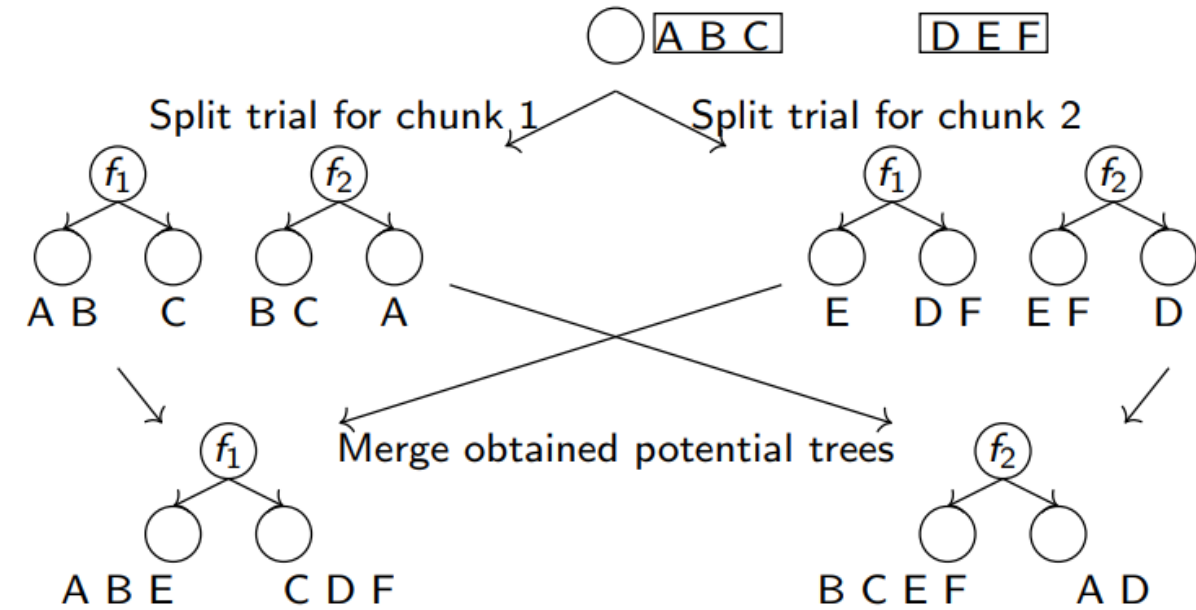 A B C D E F
Split trial for chunk 1 Split trial for chunk 2
f1 f2 f1 f2
A B C B C A E D F E F D
f1 Merge obtained potential trees f2
A B E C D F B C E F A D